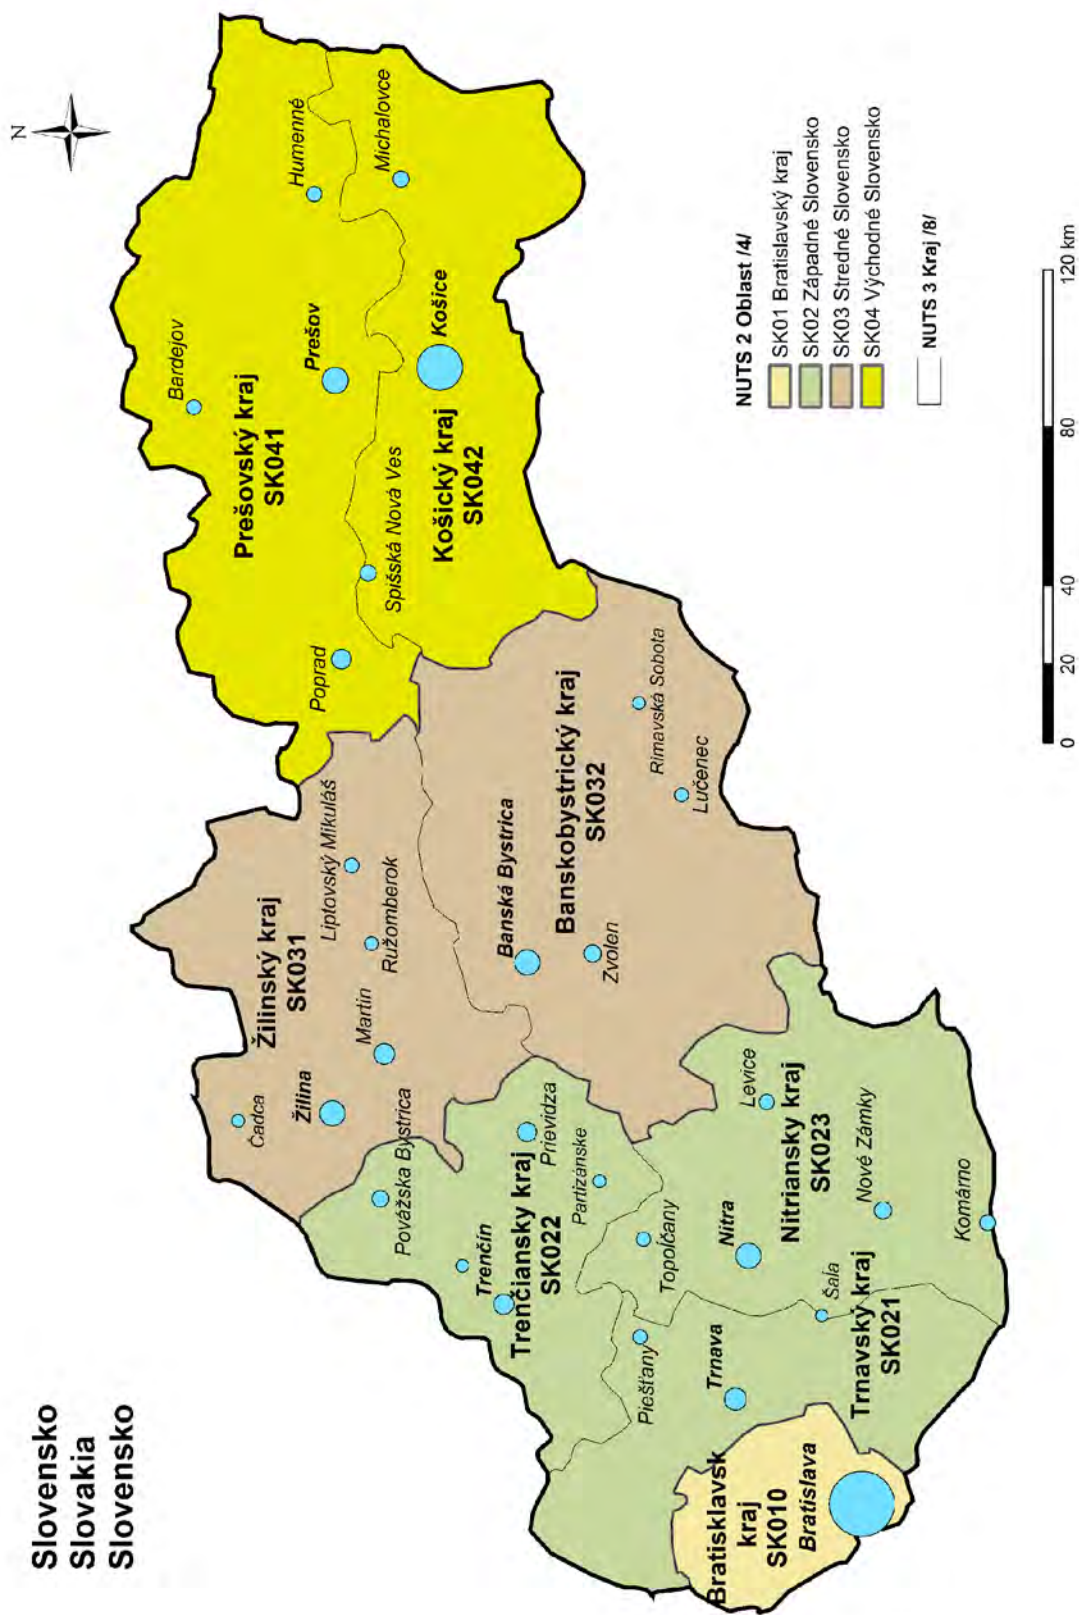 Slovensko
Slovakia
Slovensko
N
Čadca
Žilinský kraj
SK031
Žilina
Martin
Ružomberok
Liptovský Mikuláš
Považska Bystrica
Bardejov
Prešovský kraj
SK041
Prešov
Poprad
Humenné
Michalovce
Spišská Nová Ves
Košický kraj
SK042
Košice
Trenčín
Trenčiansky kraj
SK022
Prievidza
Partizánske
Banská Bystrica
Banskobystrický kraj
SK032
Zvolen
Rimavská Sobota
Lučenec
Piešťany
Topoľčany
Trnava
Nitra
Levice
Nitriansky kraj
SK023
Bratisklavsk
kraj
SK010
Bratislava
Šaľa
Trnavský kraj
SK021
Nové Zámky
Komárno
NUTS 2 Oblast /4/
SK01 Bratislavský kraj
SK02 Západné Slovensko
SK03 Stredné Slovensko
SK04 Východné Slovensko
NUTS 3 Kraj /8/
0 20 40 80 120 km